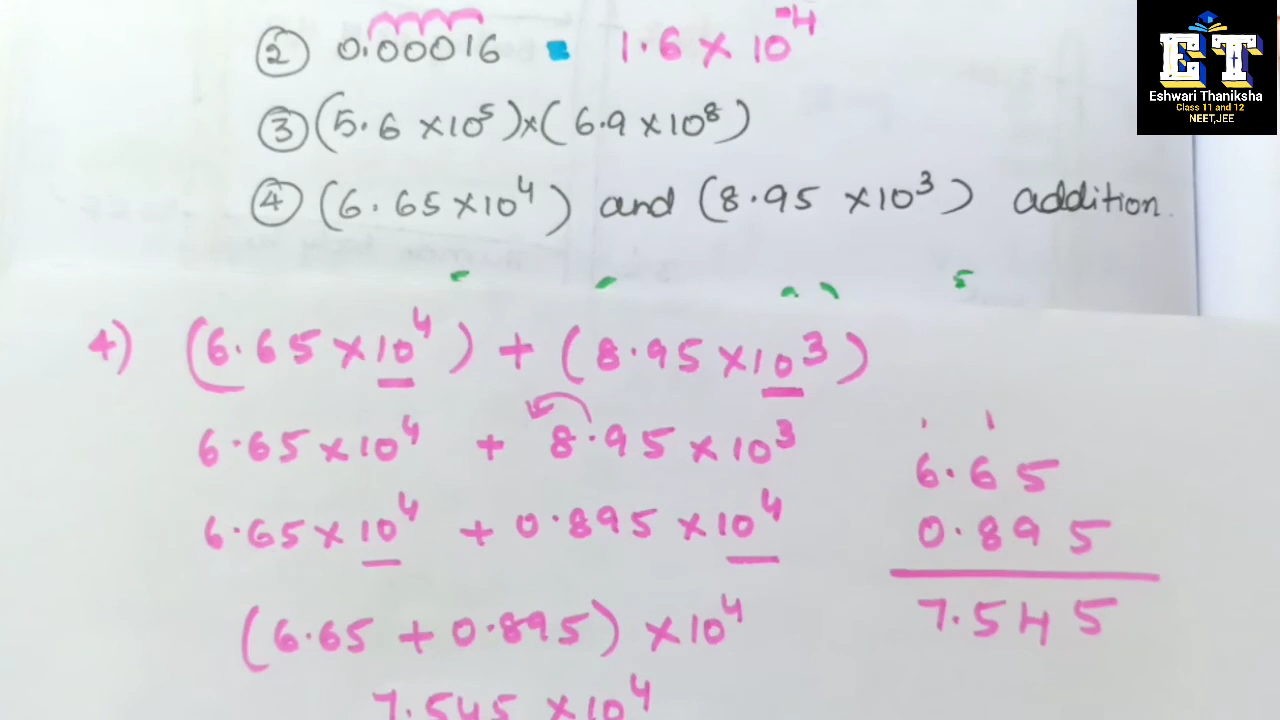 ② 0.00016 1.6 × 10⁻⁴
③ (5.6 ×10⁵)×(6.9 ×10⁸)
④ (6.65×10⁴) and (8.95 ×10³) addition.
4) (6.65×10⁴) + (8.95×10³)
6.65×10⁴ + 8.95×10³
6.65×10⁴ + 0.895 ×10⁴
(6.65 + 0.895) ×10⁴
7.545 ×10⁴
1 1
6.65
0.895
7.545
ET
Eshwari Thaniksha
Class 11 and 12
NEET,JEE